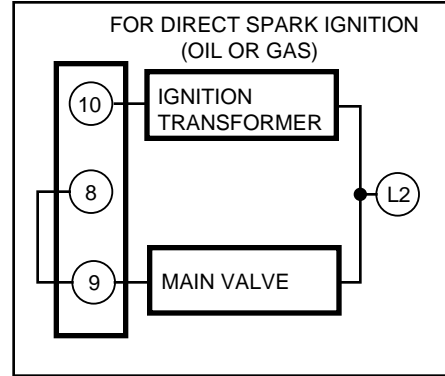 FOR DIRECT SPARK IGNITION
(OIL OR GAS)
10
IGNITION
TRANSFORMER
8
L2
9
MAIN VALVE